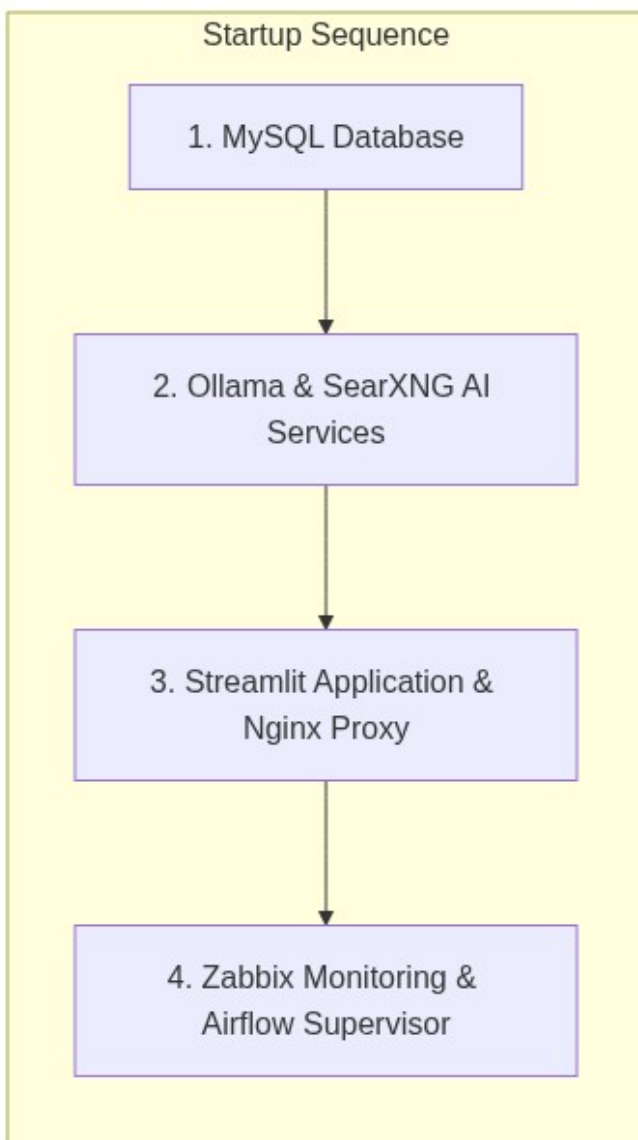 Startup Sequence
1. MySQL Database
2. Ollama & SearXNG AI
Services
3. Streamlit Application &
Nginx Proxy
4. Zabbix Monitoring &
Airflow Supervisor